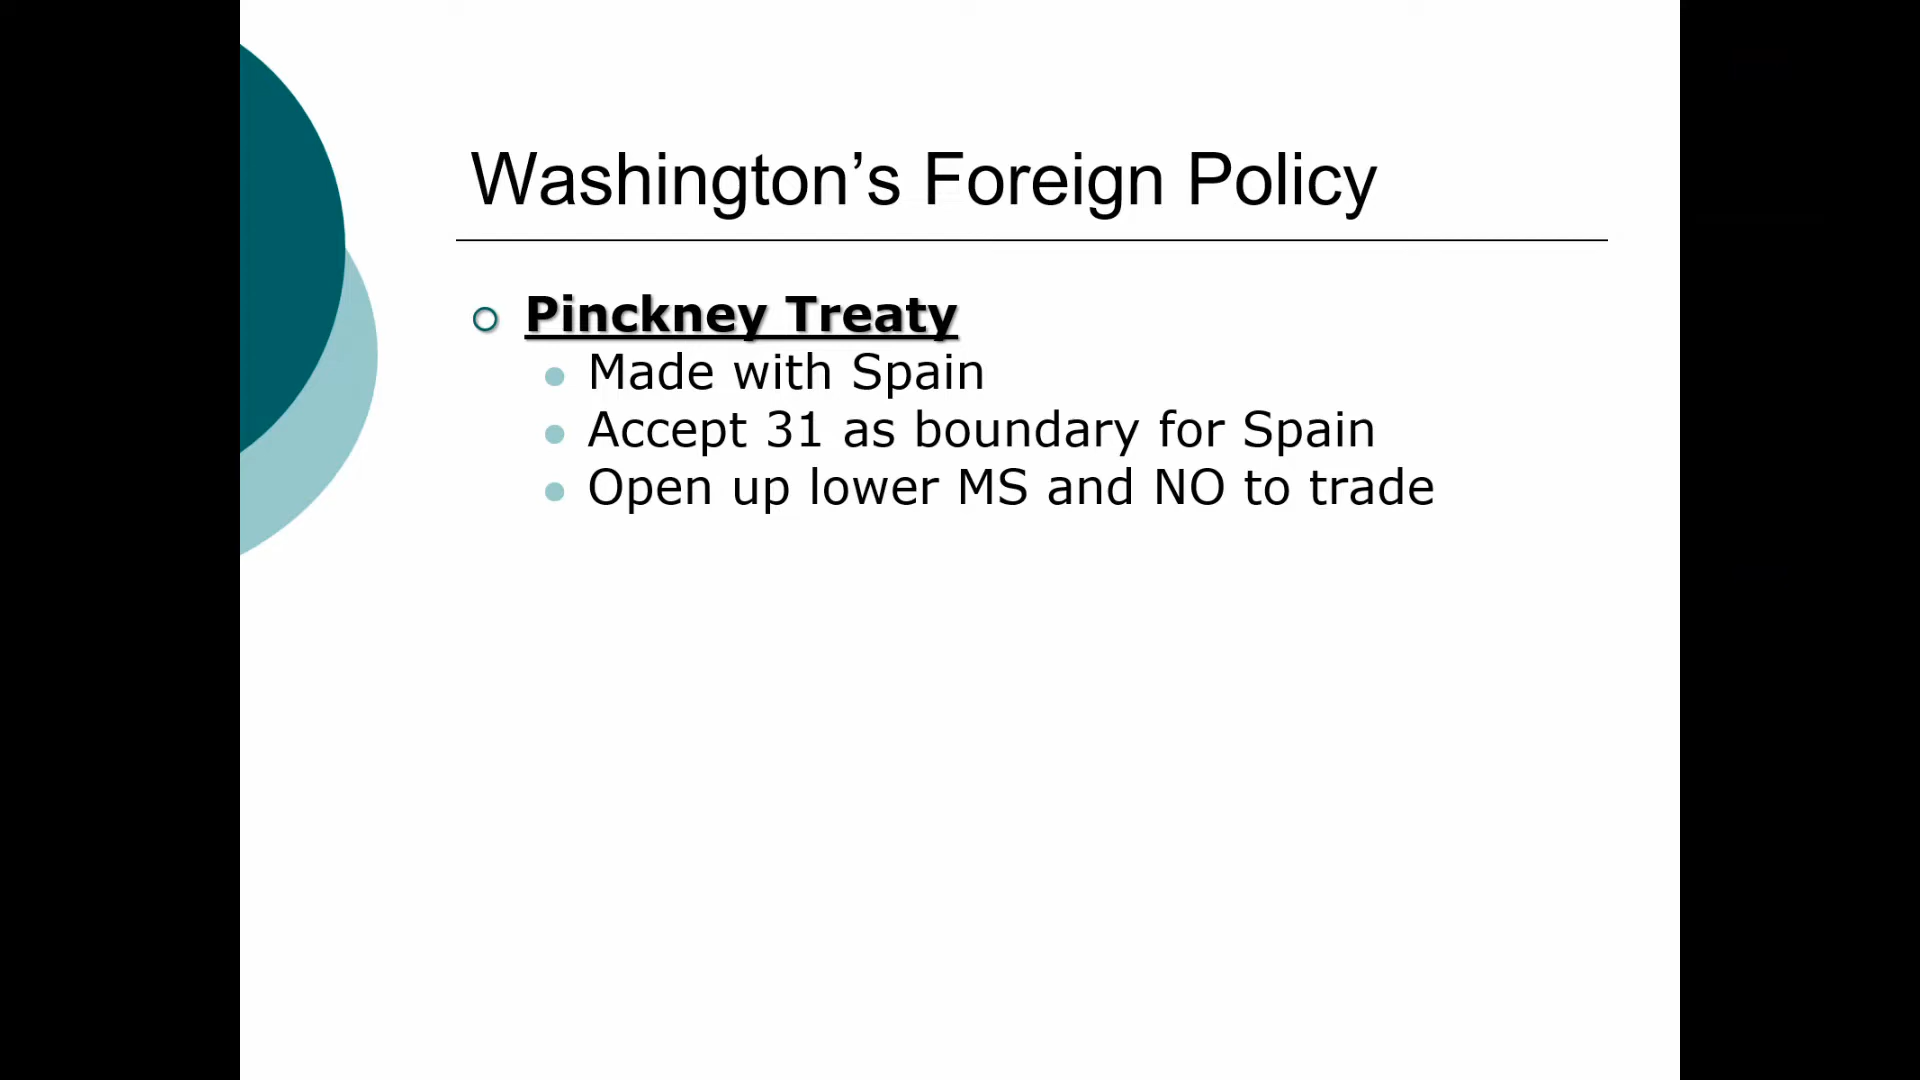 Washington’s Foreign Policy
Pinckney Treaty
Made with Spain
Accept 31 as boundary for Spain
Open up lower MS and NO to trade